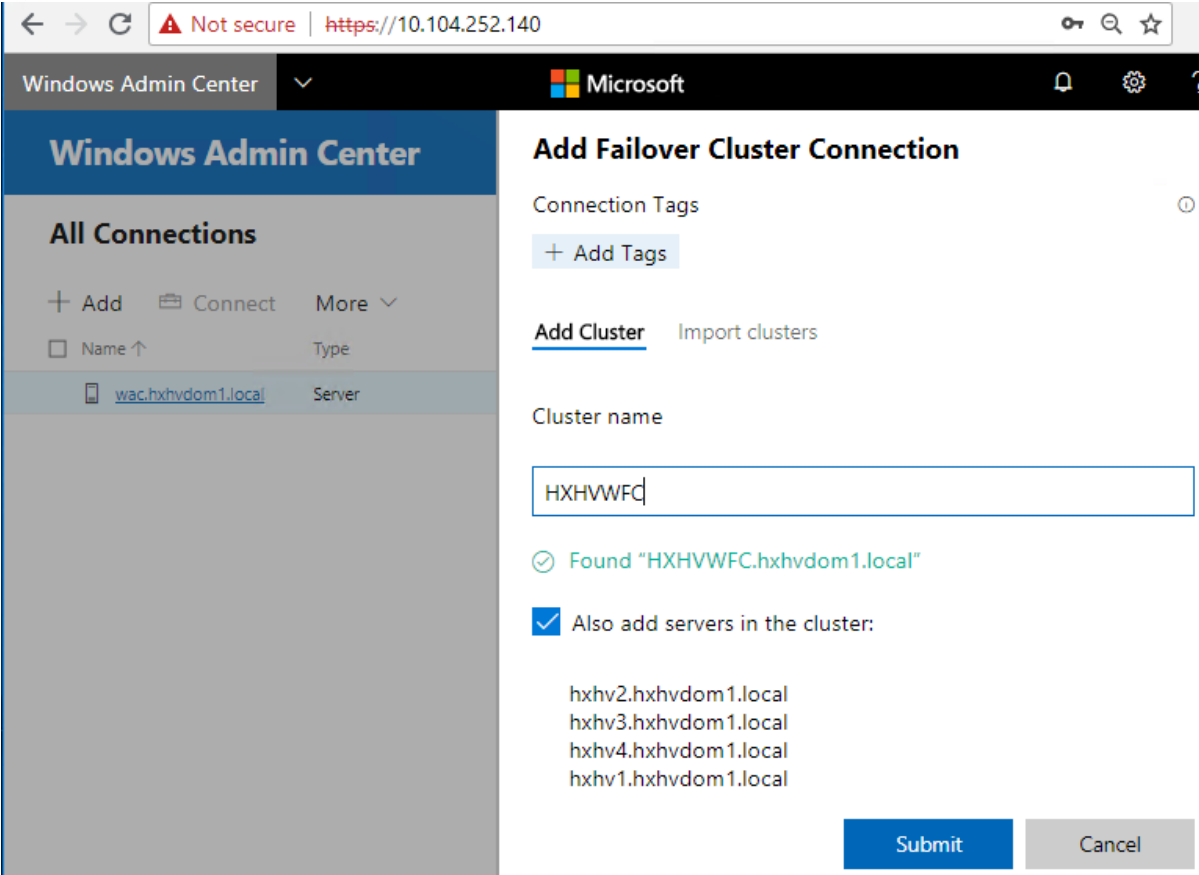 Not secure | https://10.104.252.140
Windows Admin Center
Microsoft
Windows Admin Center
All Connections
Add Connect More
Name Type
wac.hxhvdom1.local Server
Add Failover Cluster Connection
Connection Tags
+ Add Tags
Add Cluster Import clusters
Cluster name
HXHVWFC
Found “HXHVWFC.hxhvdom1.local”
Also add servers in the cluster:
hxhv2.hxhvdom1.local
hxhv3.hxhvdom1.local
hxhv4.hxhvdom1.local
hxhv1.hxhvdom1.local
Submit Cancel